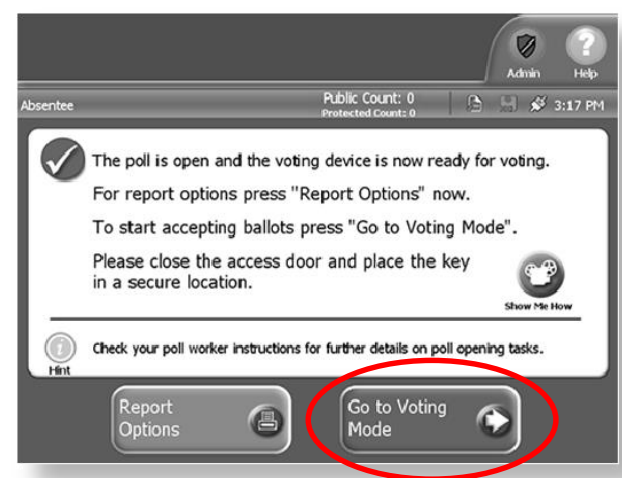 Admin Help
Absentee Public Count: 0 3:17 PM
Protected Count: 0
The poll is open and the voting device is now ready for voting.
For report options press "Report Options" now.
To start accepting ballots press "Go to Voting Mode".
Please close the access door and place the key
in a secure location.
Show Me How
Check your poll worker instructions for further details on poll opening tasks.
Hint
Report
Options
Go to Voting
Mode